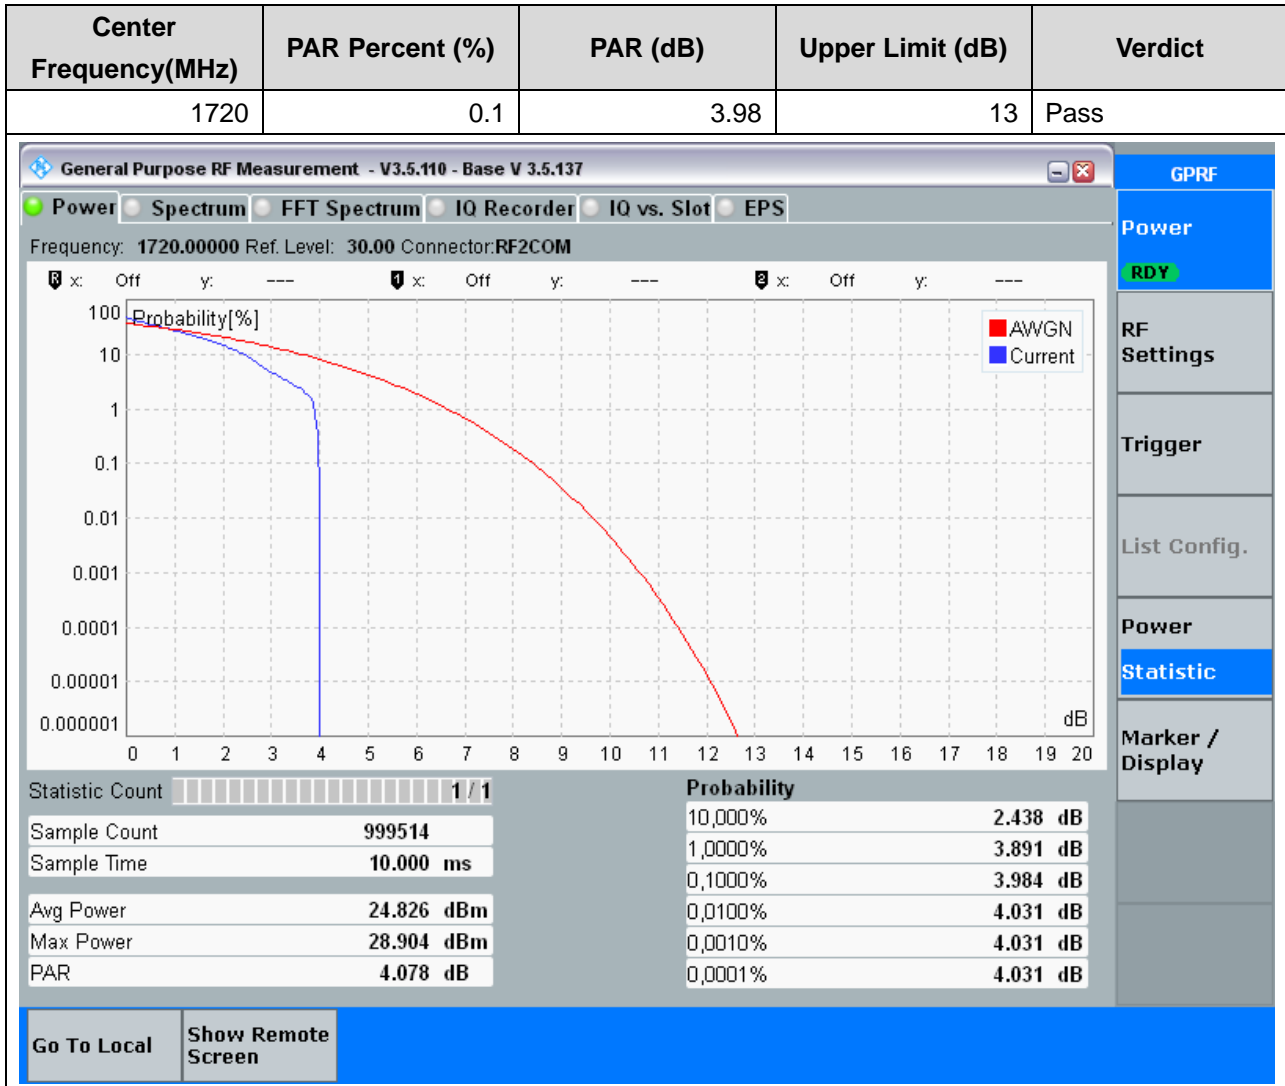 Center Frequency(MHz) PAR Percent (%) PAR (dB) Upper Limit (dB) Verdict
1720 0.1 3.98 13 Pass
General Purpose RF Measurement - V3.5.110 - Base V 3.5.137
GPRF
Power Spectrum FFT Spectrum IQ Recorder IQ vs. Slot EPS
Frequency: 1720.00000 Ref. Level: 30.00 Connector:RF2COM
R x: Off y: --- 1 x: Off y: --- 2 x: Off y: ---
Probability[%]
AWGN
Current
100
10
1
0.1
0.01
0.001
0.0001
0.00001
0.000001
dB
0 1 2 3 4 5 6 7 8 9 10 11 12 13 14 15 16 17 18 19 20
Statistic Count 1 / 1
Sample Count 999514
Sample Time 10.000 ms
Avg Power 24.826 dBm
Max Power 28.904 dBm
PAR 4.078 dB
Probability
10,000% 2.438 dB
1,0000% 3.891 dB
0,1000% 3.984 dB
0,0100% 4.031 dB
0,0010% 4.031 dB
0,0001% 4.031 dB
Power
RDY
RF
Settings
Trigger
List Config.
Power
Statistic
Marker /
Display
Go To Local
Show Remote
Screen